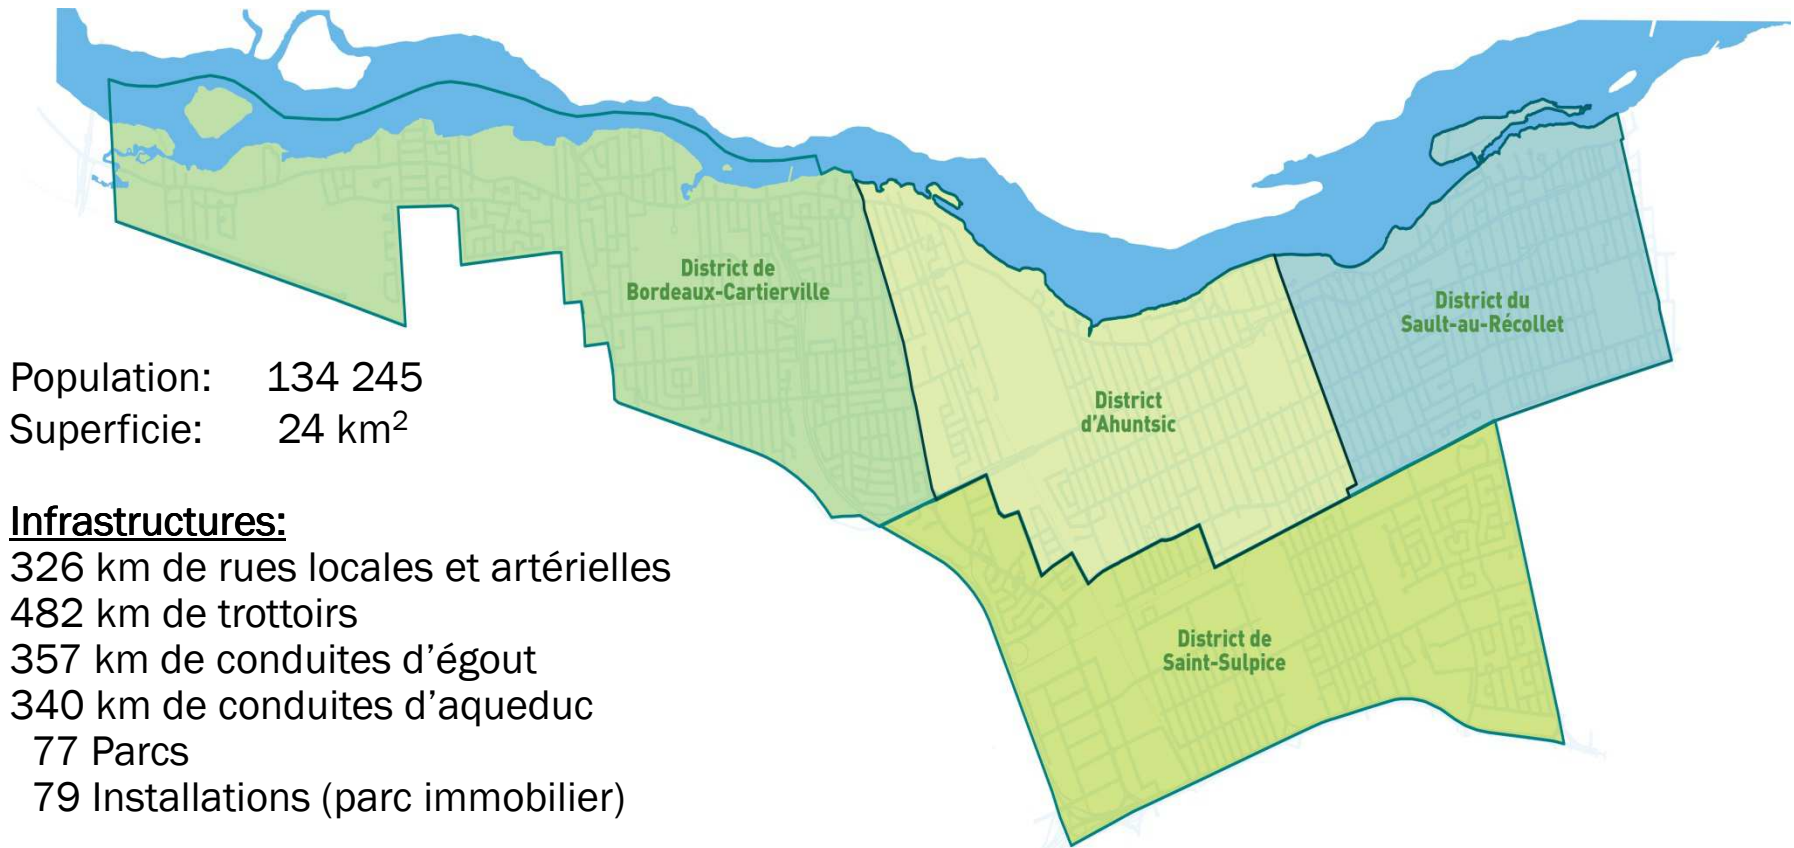 District de
Bordeaux-Cartierville
District
d'Ahuntsic
District du
Sault-au-Récollet
District de
Saint-Sulpice
Population: 134 245
Superficie: 24 km²
Infrastructures:
326 km de rues locales et artérielles
482 km de trottoirs
357 km de conduites d'égout
340 km de conduites d'aqueduc
77 Parcs
79 Installations (parc immobilier)